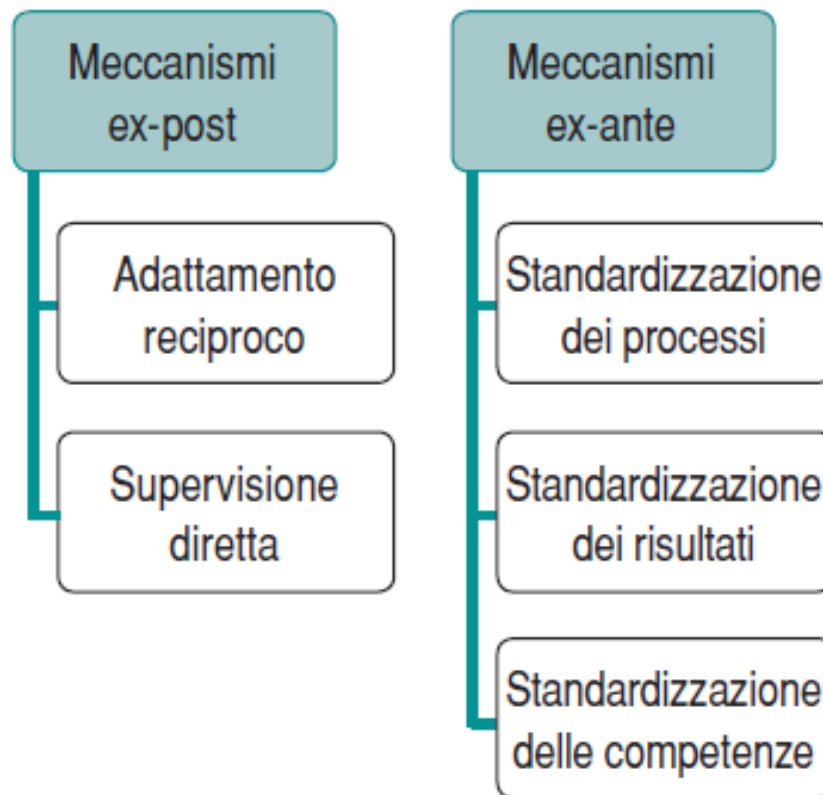 Meccanismi
ex-post
Adattamento
reciproco
Supervisione
diretta
Meccanismi
ex-ante
Standardizzazione
dei processi
Standardizzazione
dei risultati
Standardizzazione
delle competenze